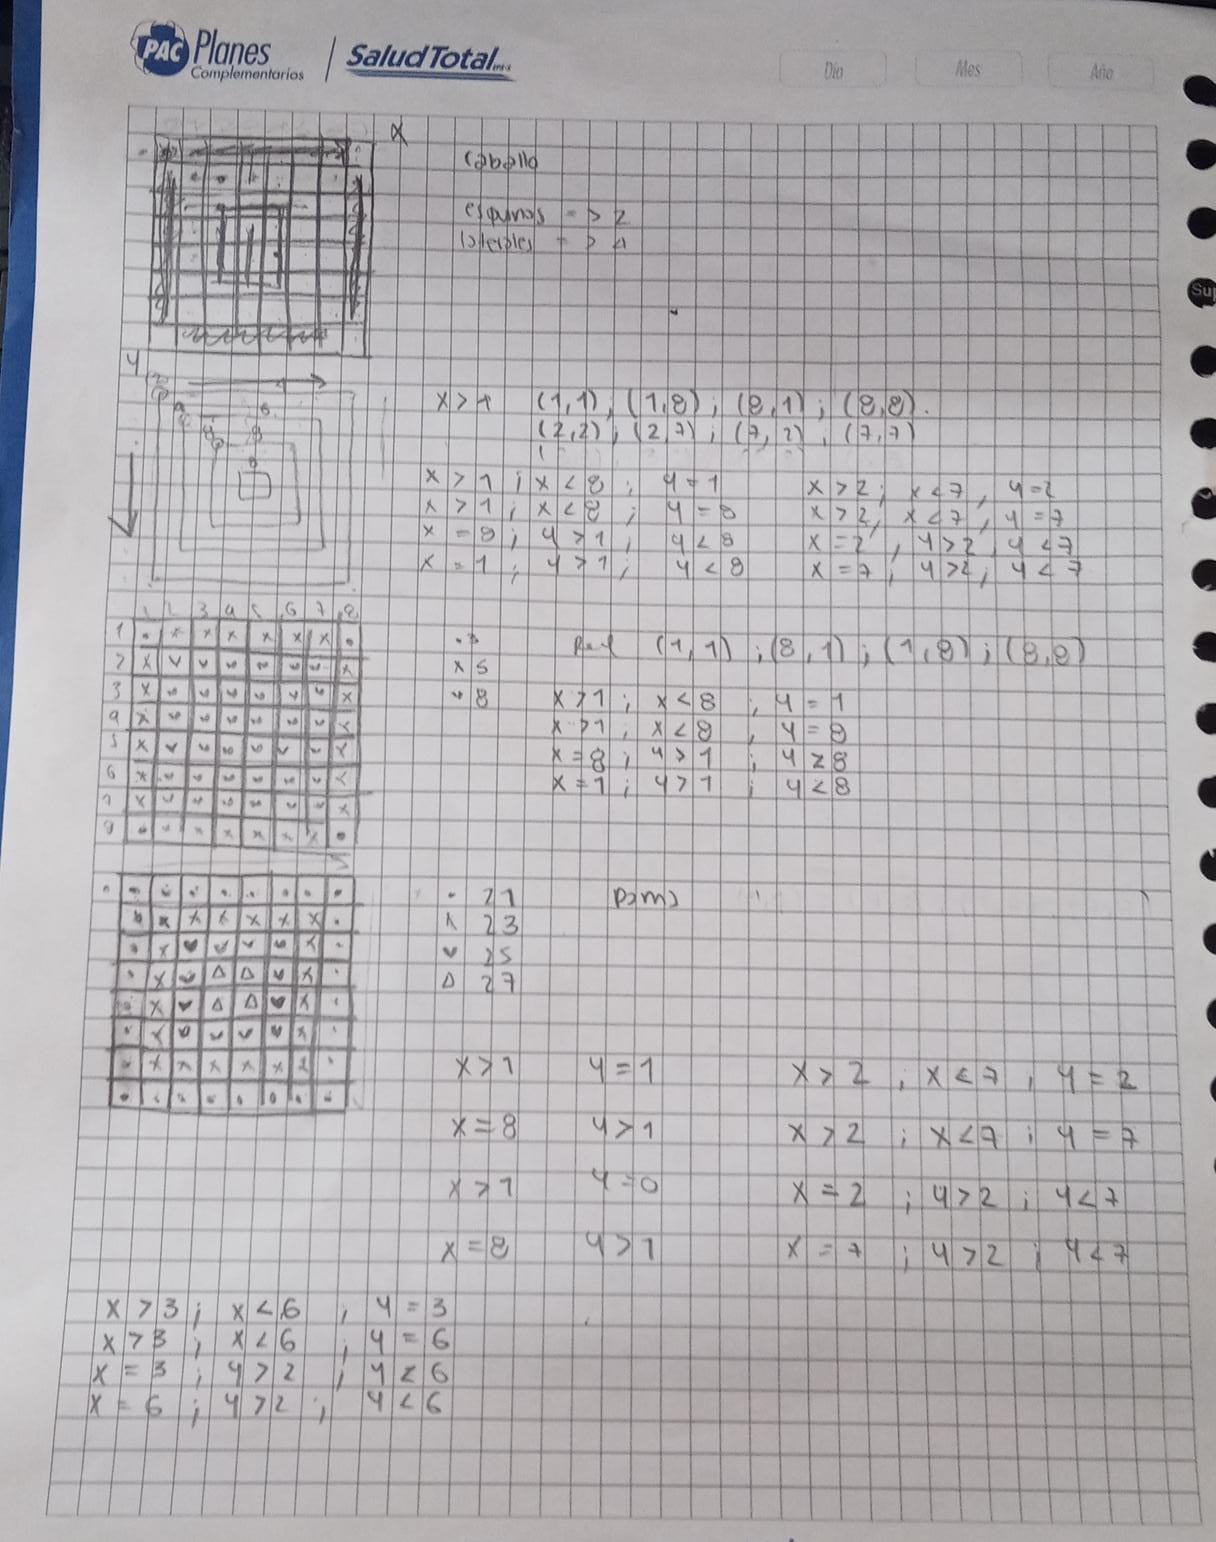 PAC Planes Complementarios | SaludTotal EPS-S
Día Mes Año
x
caballo
esquinas => 2
laterales => 4
Y
x > 1 (1,1); (1,8); (8,1); (8,8).
(2,2); (2,7); (7,2); (7,7)
x > 1 ; x < 8 ; y = 1 x > 2; x < 7, y = 2
x > 1 ; x < 8 ; y = 8 x > 2, x < 7, y = 7
x = 8 ; y > 1 ; y < 8 x = 2, y > 2, y < 7
x = 1 ; y > 1 ; y < 8 x = 7, y > 2; y < 7
1 2 3 4 5 6 7 8
1 . x x x x x x .
2
3
4
5
6
7
8
. 3 Rey (1,1) ; (8,1) ; (1,8) ; (8,8)
x 5
v 8 x > 1 ; x < 8 ; y = 1
x > 1 ; x < 8 , y = 8
x = 8 ; y > 1 ; y < 8
x = 1 ; y > 1 ; y < 8
. 21 Dama
x 23
v 25
Δ 27
x > 1 y = 1 x > 2 , x < 7 , y = 2
x = 8 y > 1 x > 2 ; x < 7 ; y = 7
x > 1 y = 0 x = 2 ; y > 2 ; y < 7
x = 8 y > 1 x = 7 ; y > 2 ; y < 7
x > 3 ; x < 6 , y = 3
x > 3 ; x < 6 ; y = 6
x = 3 ; y > 2 ; y < 6
x = 6 ; y > 2 ; y < 6
Su